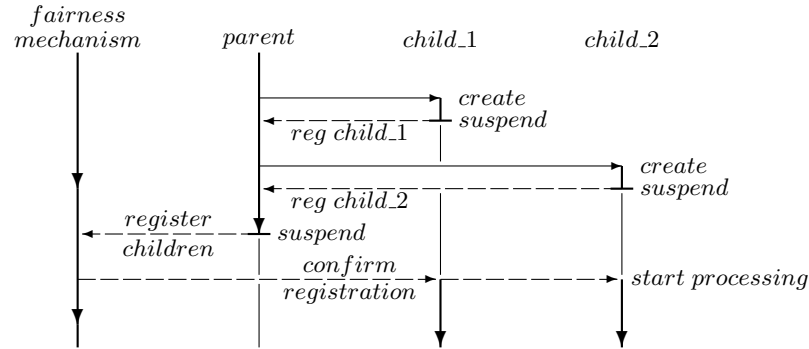 fairness
mechanism
parent
child_1
child_2
create
suspend
reg child_1
create
suspend
reg child_2
register
children
suspend
confirm
registration
start processing